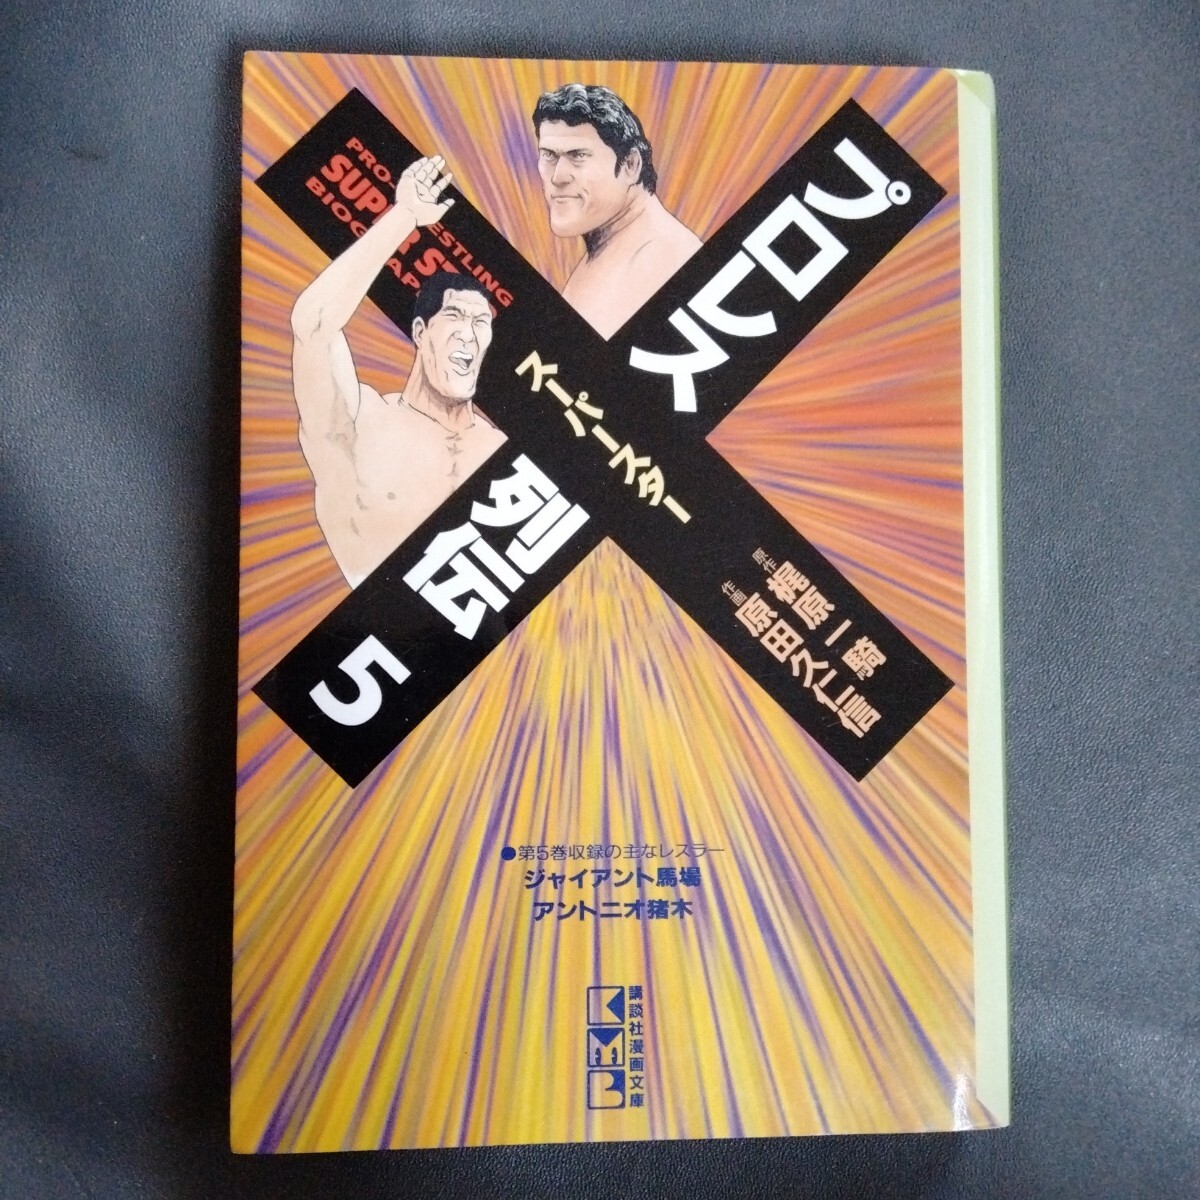 プロレス
スーパースター
列伝 5
PRO-WRESTLING
SUPER STAR
BIOGRAPHY
原作 梶原一騎
作画 原田久仁信
●第5巻収録の主なレスラー
ジャイアント馬場
アントニオ猪木
KMB
講談社漫画文庫